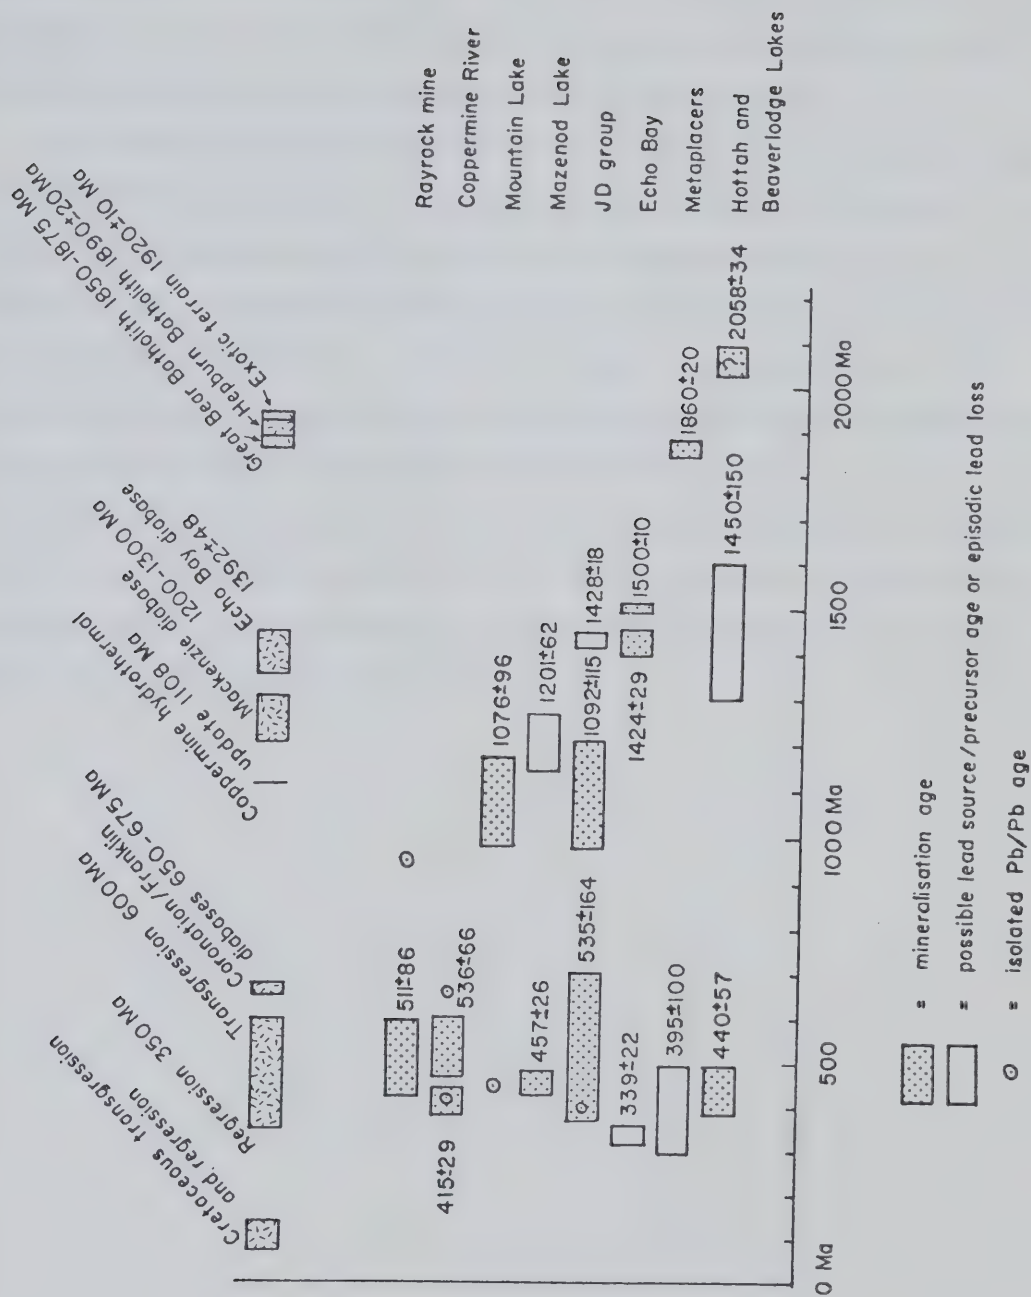 Cretaceous transgression
and regression
Regression 350 Ma
Transgression 600 Ma
Coronation/Franklin
diabases 650-675 Ma
Coppermine hydrothermal
update 1108 Ma
Mackenzie diabase
1200-1300 Ma
Echo Bay diabase
1392±48
Great Bear Batholith 1850-1875 Ma
Hepburn Batholith 1890±20 Ma
Exotic terrain 1920±10 Ma
511±86
Rayrock mine
415±29
536±66
Coppermine River
1076±96
Mountain Lake
457±26
1201±62
Mazenod Lake
535±164
1092±115
1428±18
JD group
339±22
1424±29
1500±10
Echo Bay
395±100
1860±20
Metaplacers
440±57
1450±150
?
2058±34
Hottah and
Beaverlodge Lakes
0 Ma
500
1000 Ma
1500
2000 Ma
= mineralisation age
= possible lead source/precursor age or episodic lead loss
= isolated Pb/Pb age